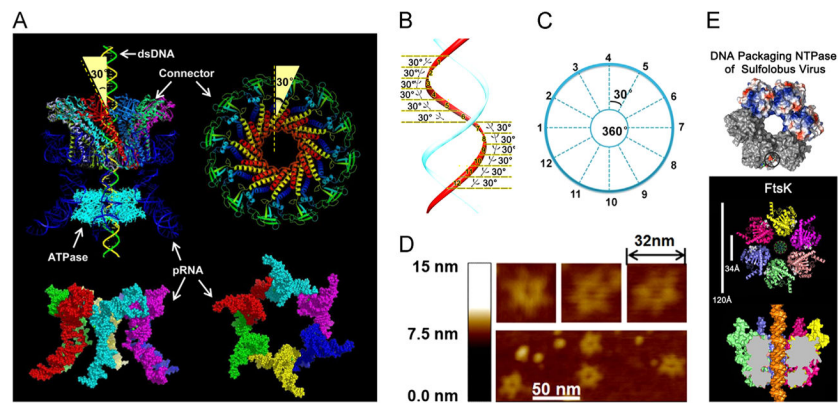 A
dsDNA
30°
Connector
30°
ATPase
pRNA
B
30°
30°
30°
30°
30°
30°
30°
30°
30°
30°
30°
30°
C
4
3
5
2
6
30°
1
360°
7
12
8
11
9
10
D
32nm
15 nm
7.5 nm
0.0 nm
50 nm
E
DNA Packaging NTPase
of Sulfolobus Virus
FtsK
34Å
120Å